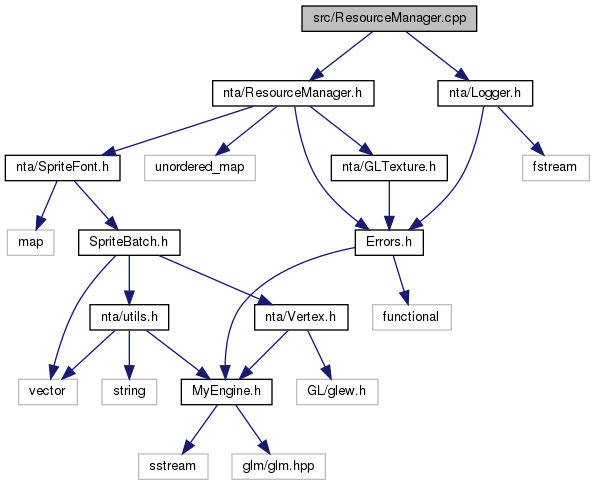 src/ResourceManager.cpp
nta/ResourceManager.h
nta/Logger.h
nta/SpriteFont.h
unordered_map
nta/GLTexture.h
fstream
map
SpriteBatch.h
Errors.h
nta/utils.h
nta/Vertex.h
functional
vector
string
MyEngine.h
GL/glew.h
sstream
glm/glm.hpp